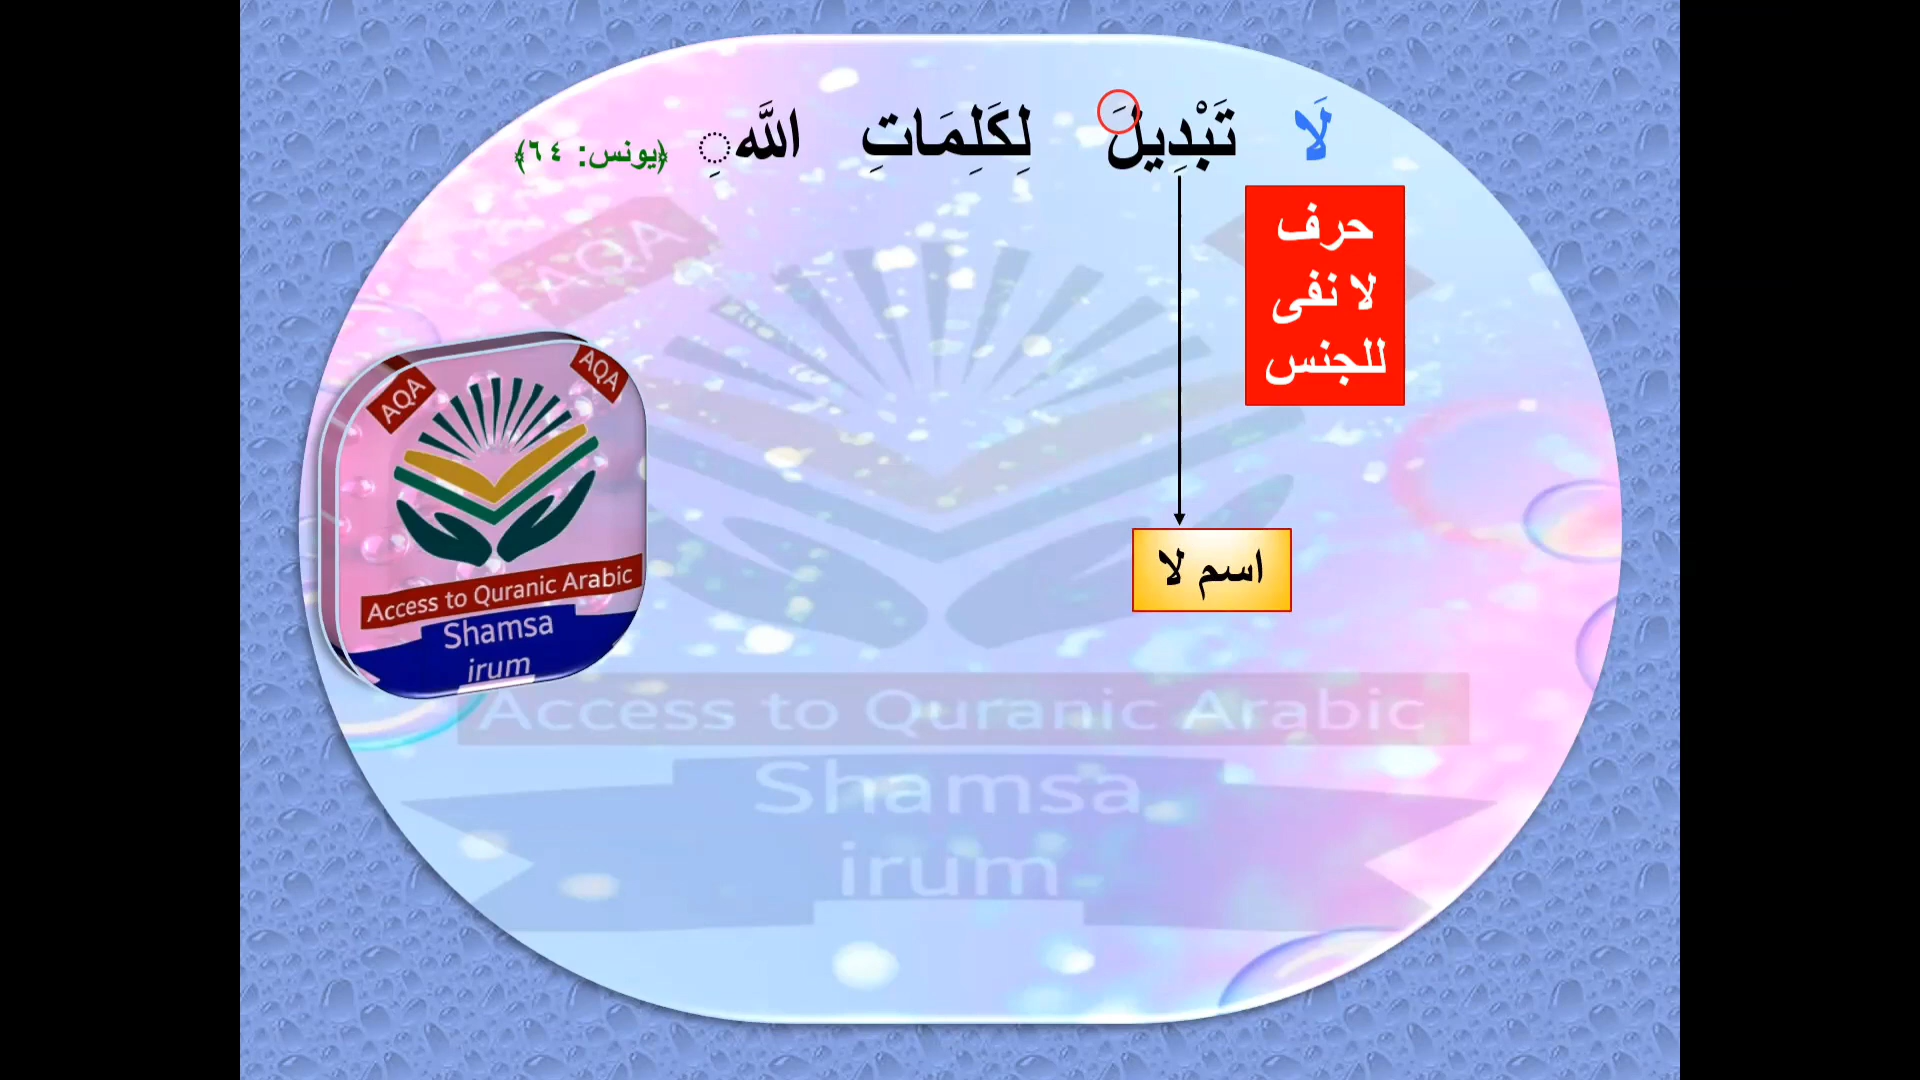 لَا تَبْدِيلَ لِكَلِمَاتِ اللَّهِ ﴿يونس: ٦٤﴾
حرف
لا نفى
للجنس
اسم لا
AQA
AQA
Access to Quranic Arabic
Shamsa
irum
AQA
Access to Quranic Arabic
Shamsa
irum